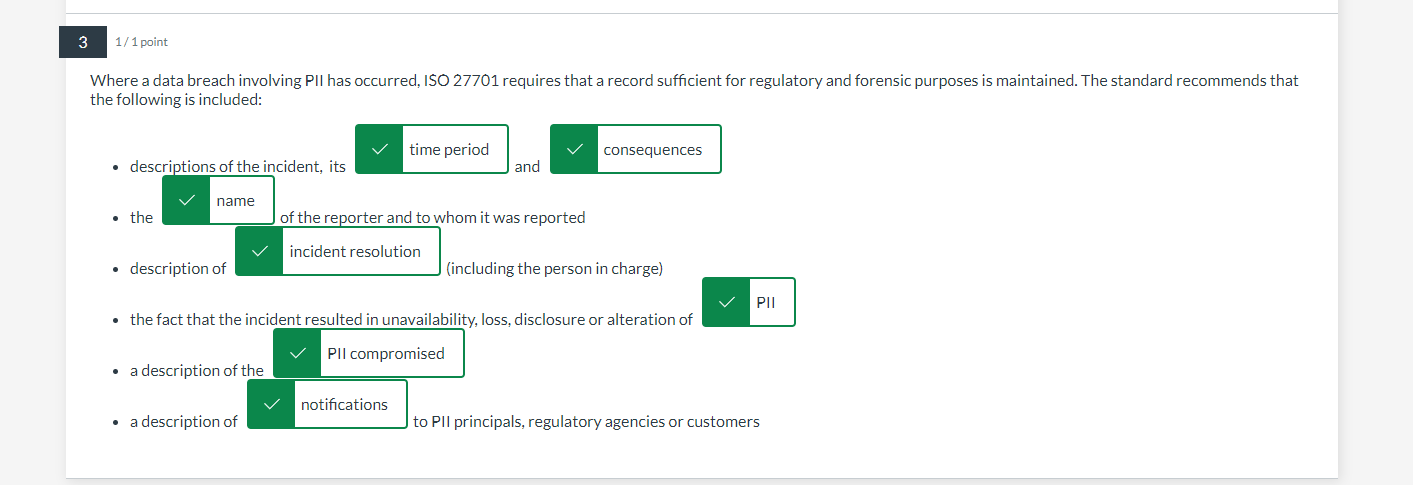 3 1 / 1 point
Where a data breach involving PII has occurred, ISO 27701 requires that a record sufficient for regulatory and forensic purposes is maintained. The standard recommends that
the following is included:
• descriptions of the incident, its time period and consequences
• the name of the reporter and to whom it was reported
• description of incident resolution (including the person in charge)
• the fact that the incident resulted in unavailability, loss, disclosure or alteration of PII
• a description of the PII compromised
• a description of notifications to PII principals, regulatory agencies or customers